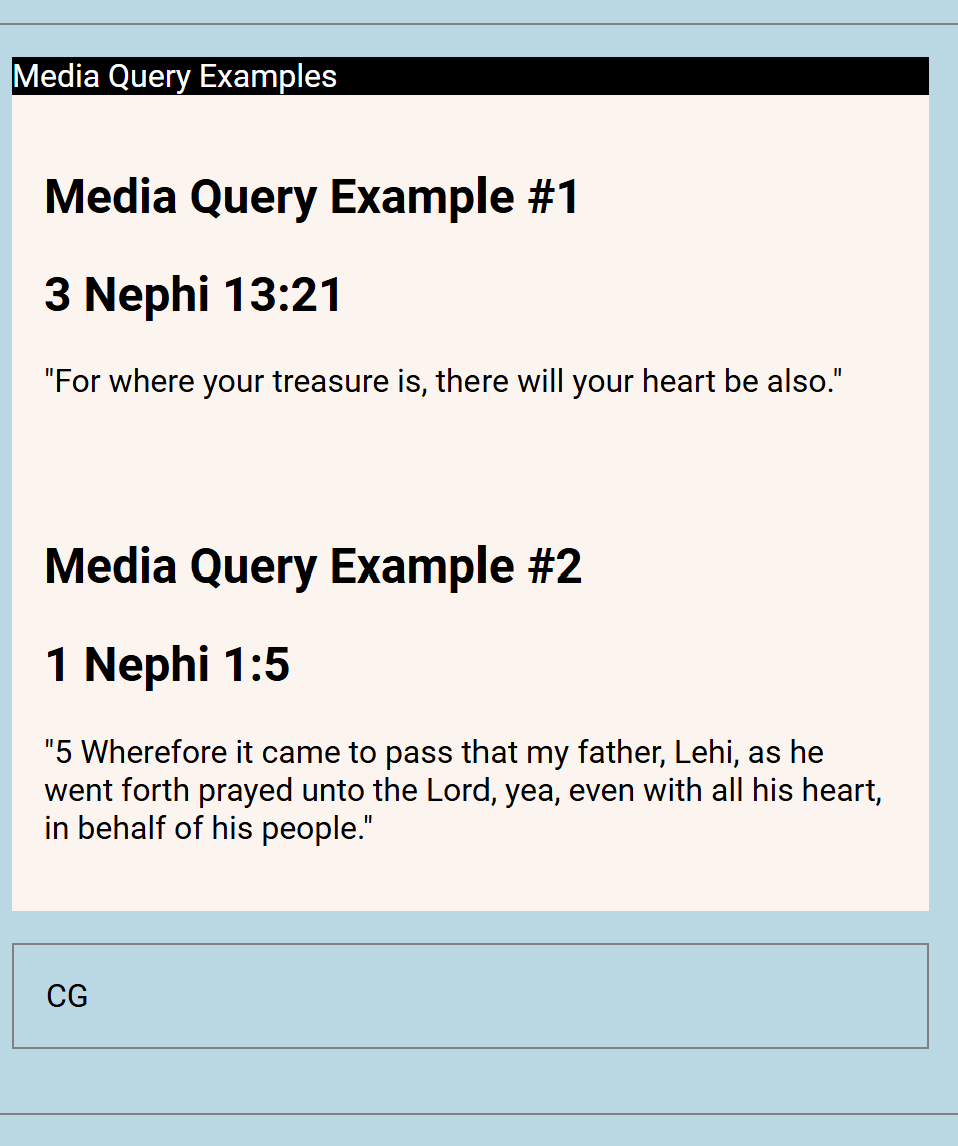 Media Query Examples
Media Query Example #1
3 Nephi 13:21
"For where your treasure is, there will your heart be also."
Media Query Example #2
1 Nephi 1:5
"5 Wherefore it came to pass that my father, Lehi, as he
went forth prayed unto the Lord, yea, even with all his heart,
in behalf of his people."
CG